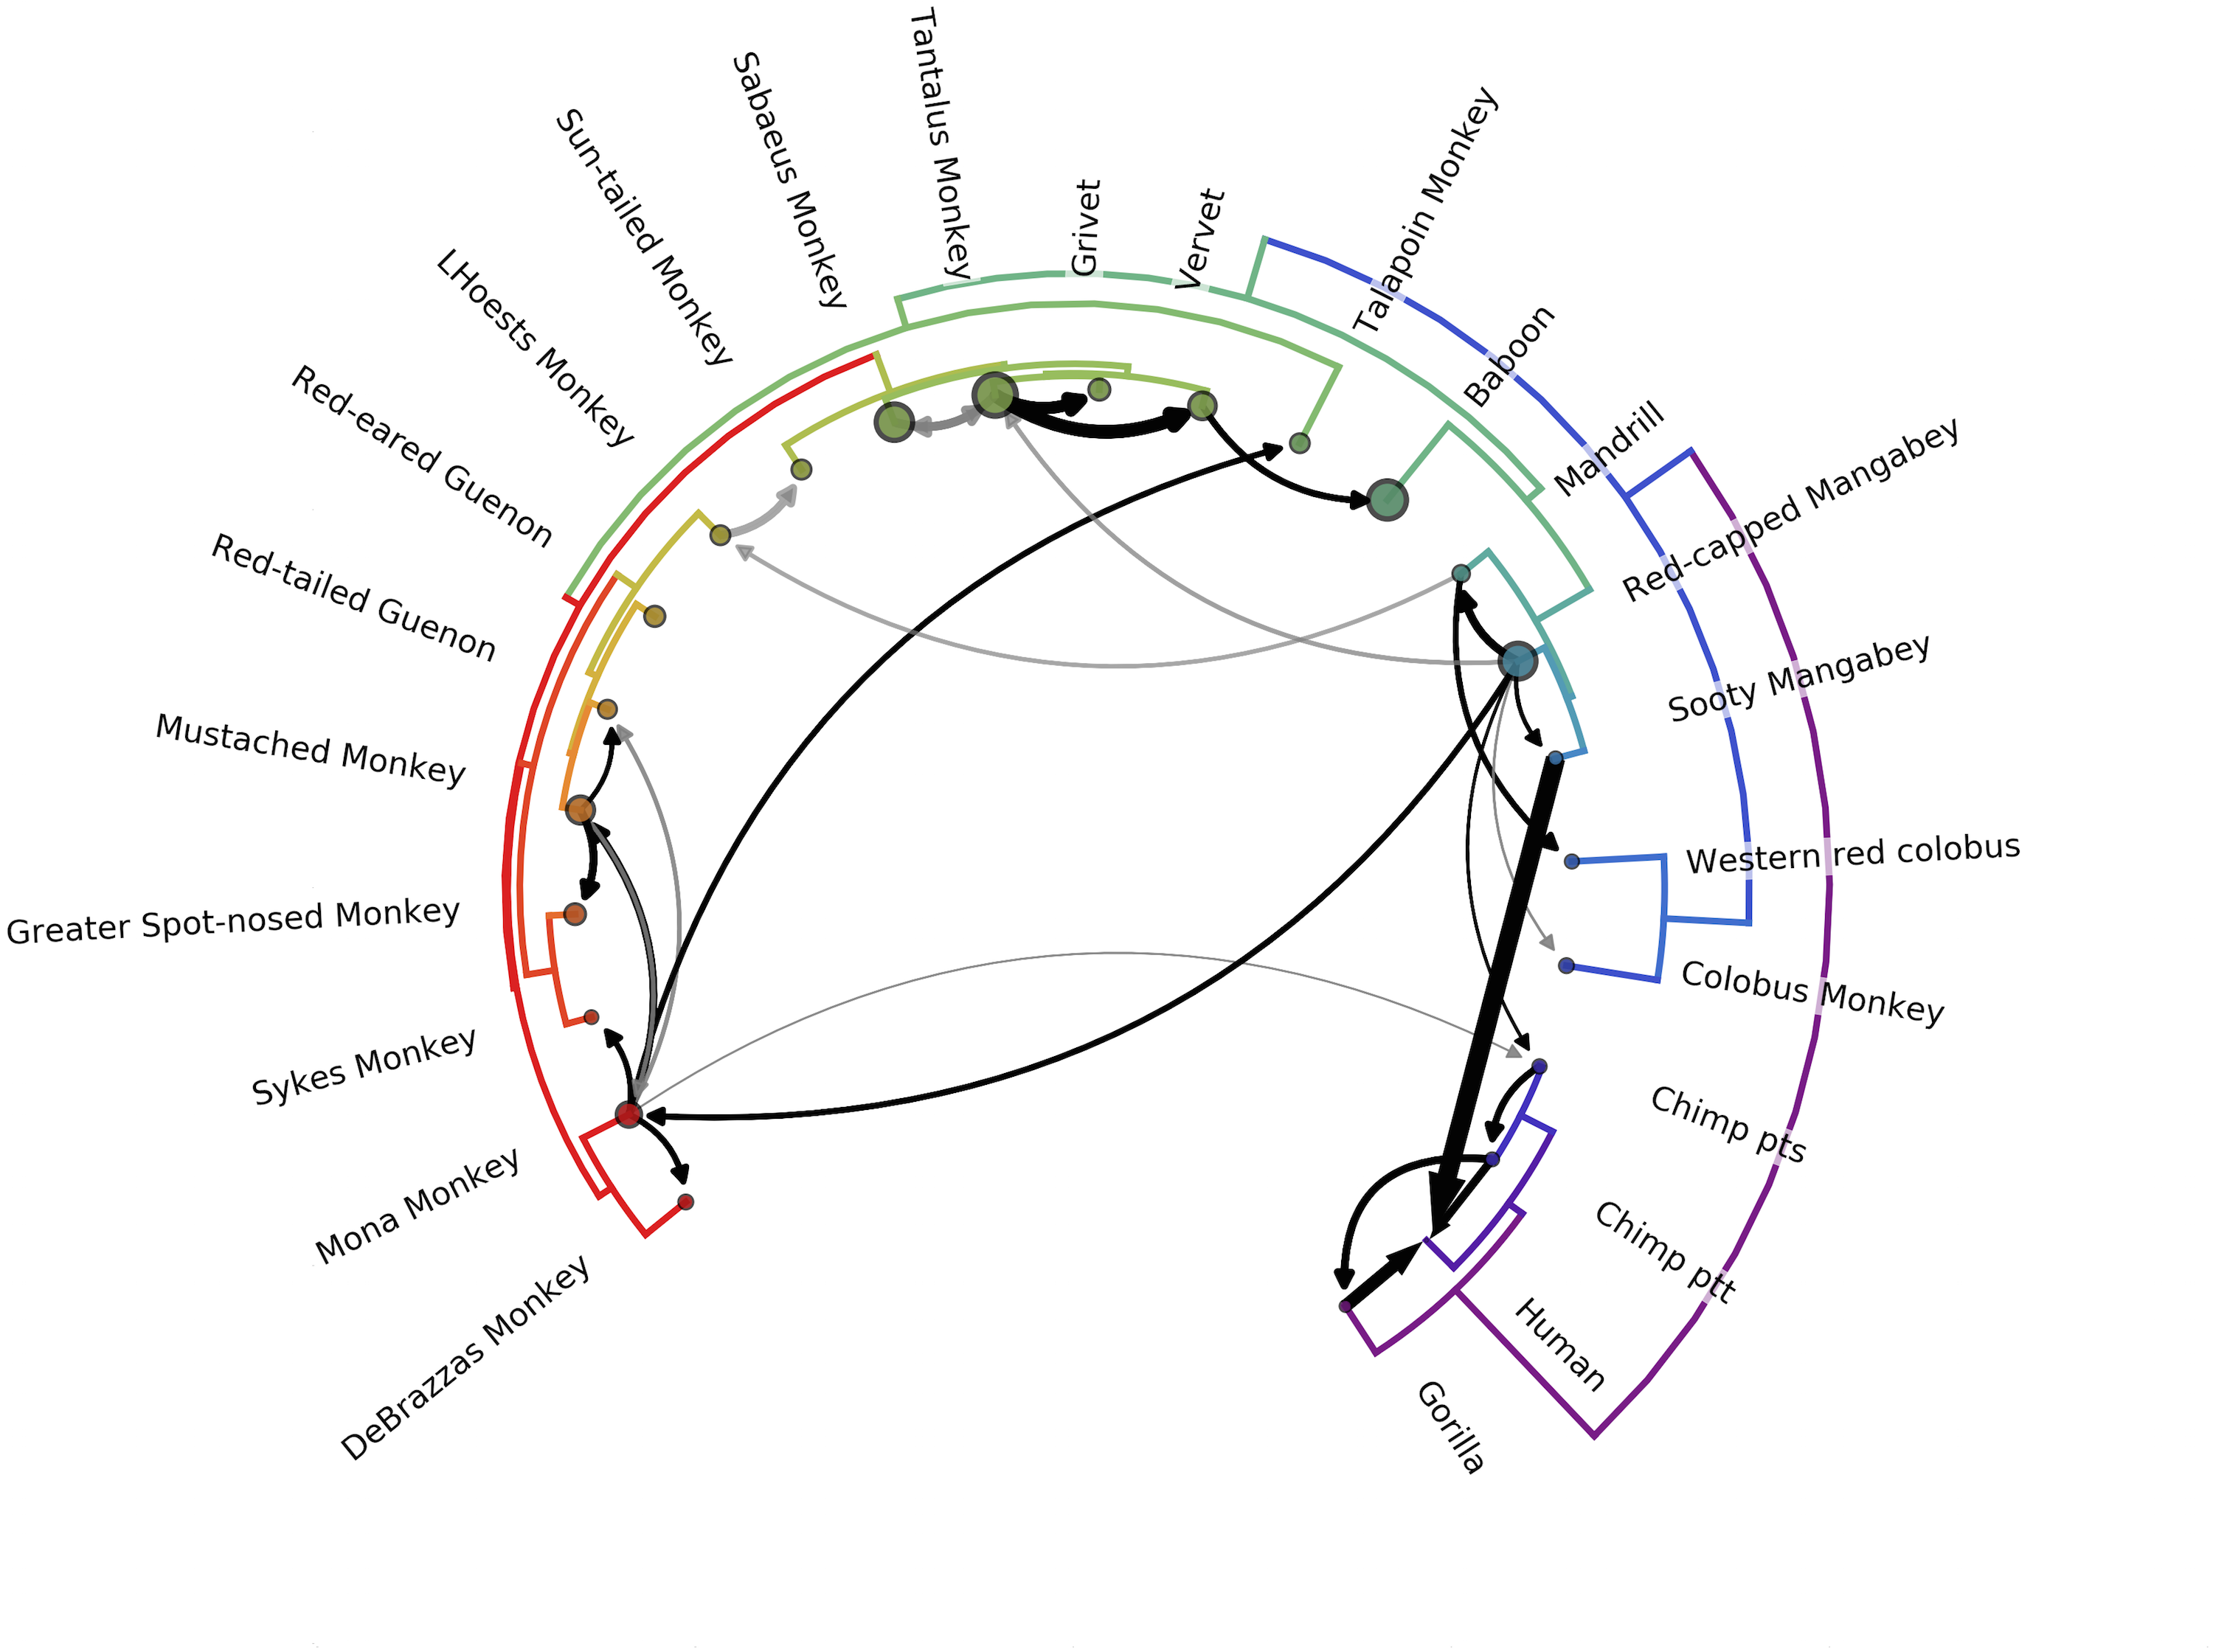 Tantalus Monkey
Sabaeus Monkey
Sun-tailed Monkey
LHoests Monkey
Red-eared Guenon
Red-tailed Guenon
Mustached Monkey
Greater Spot-nosed Monkey
Sykes Monkey
Mona Monkey
DeBrazzas Monkey
Grivet
Vervet
Talapoin Monkey
Baboon
Mandrill
Red-capped Mangabey
Sooty Mangabey
Western red colobus
Colobus Monkey
Chimp pts
Chimp ptt
Human
Gorilla